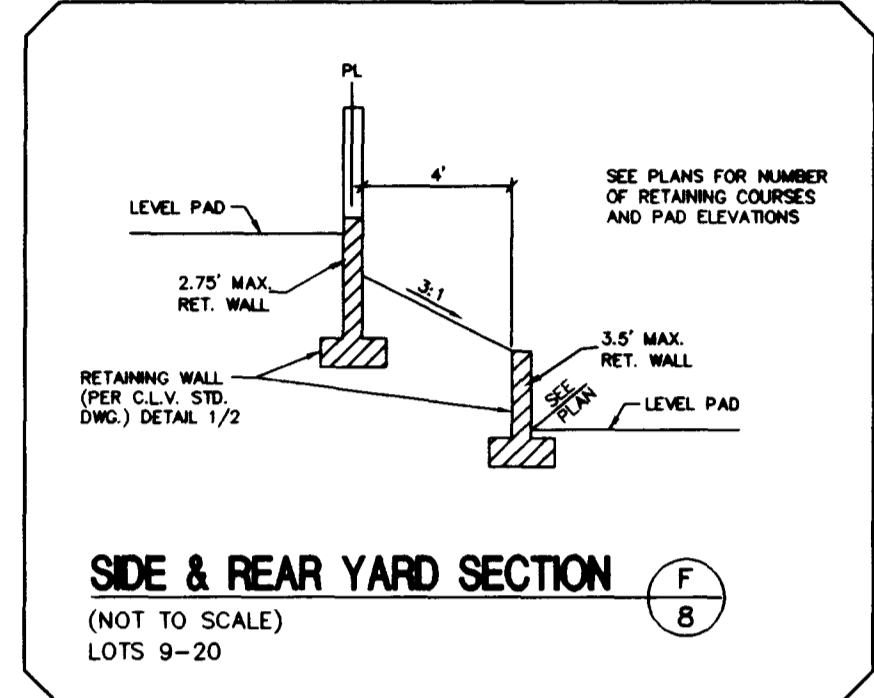 PL
4'
SEE PLANS FOR NUMBER
OF RETAINING COURSES
AND PAD ELEVATIONS
LEVEL PAD
2.75' MAX.
RET. WALL
3:1
3.5' MAX.
RET. WALL
RETAINING WALL
(PER C.L.V. STD.
DWG.) DETAIL 1/2
SEE
PLAN
LEVEL PAD
SIDE & REAR YARD SECTION
F
8
(NOT TO SCALE)
LOTS 9-20